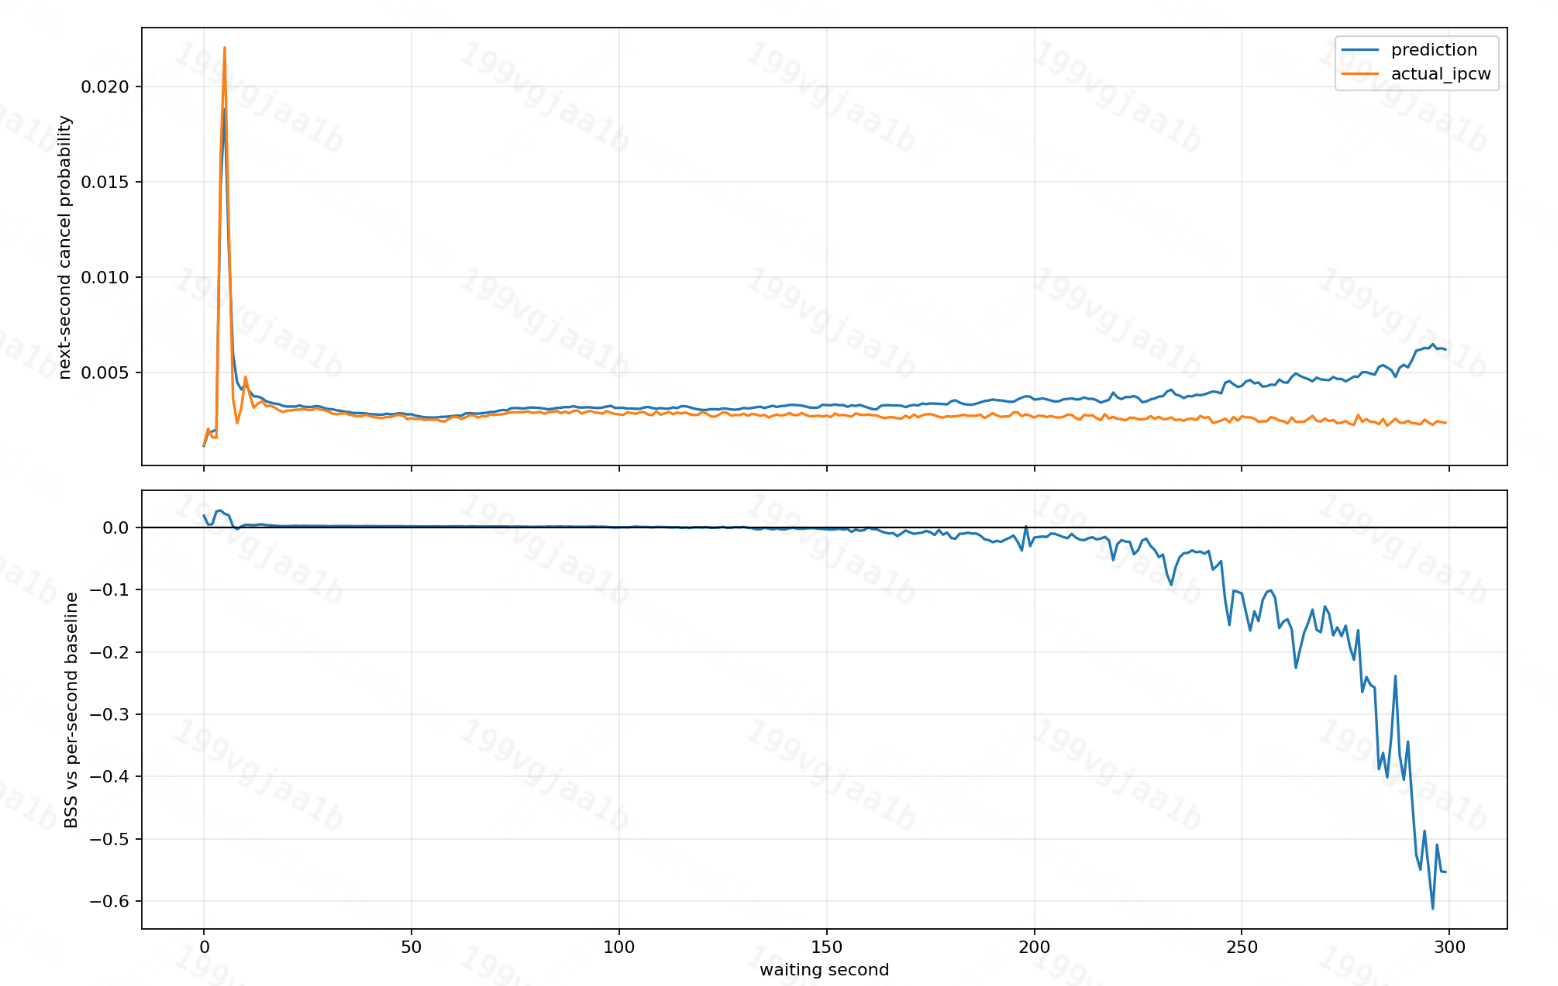 prediction
actual_ipcw
next-second cancel probability
0.020
0.015
0.010
0.005
BSS vs per-second baseline
0.0
−0.1
−0.2
−0.3
−0.4
−0.5
−0.6
0 50 100 150 200 250 300
waiting second
199vgjaa1b